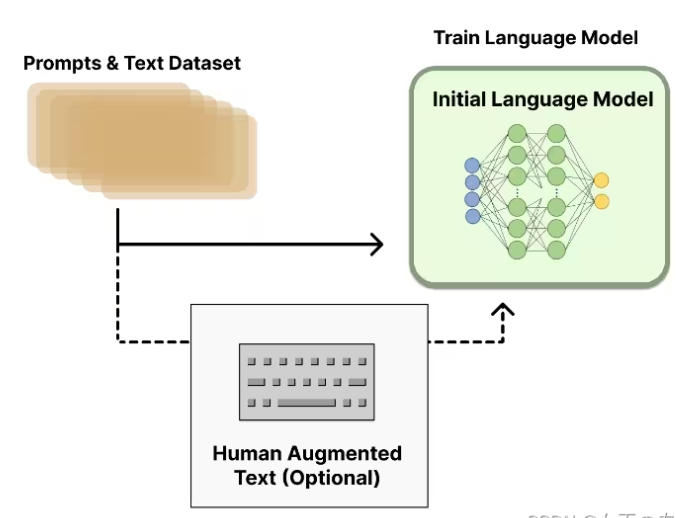 Train Language Model
Prompts & Text Dataset
Initial Language Model
Human Augmented
Text (Optional)